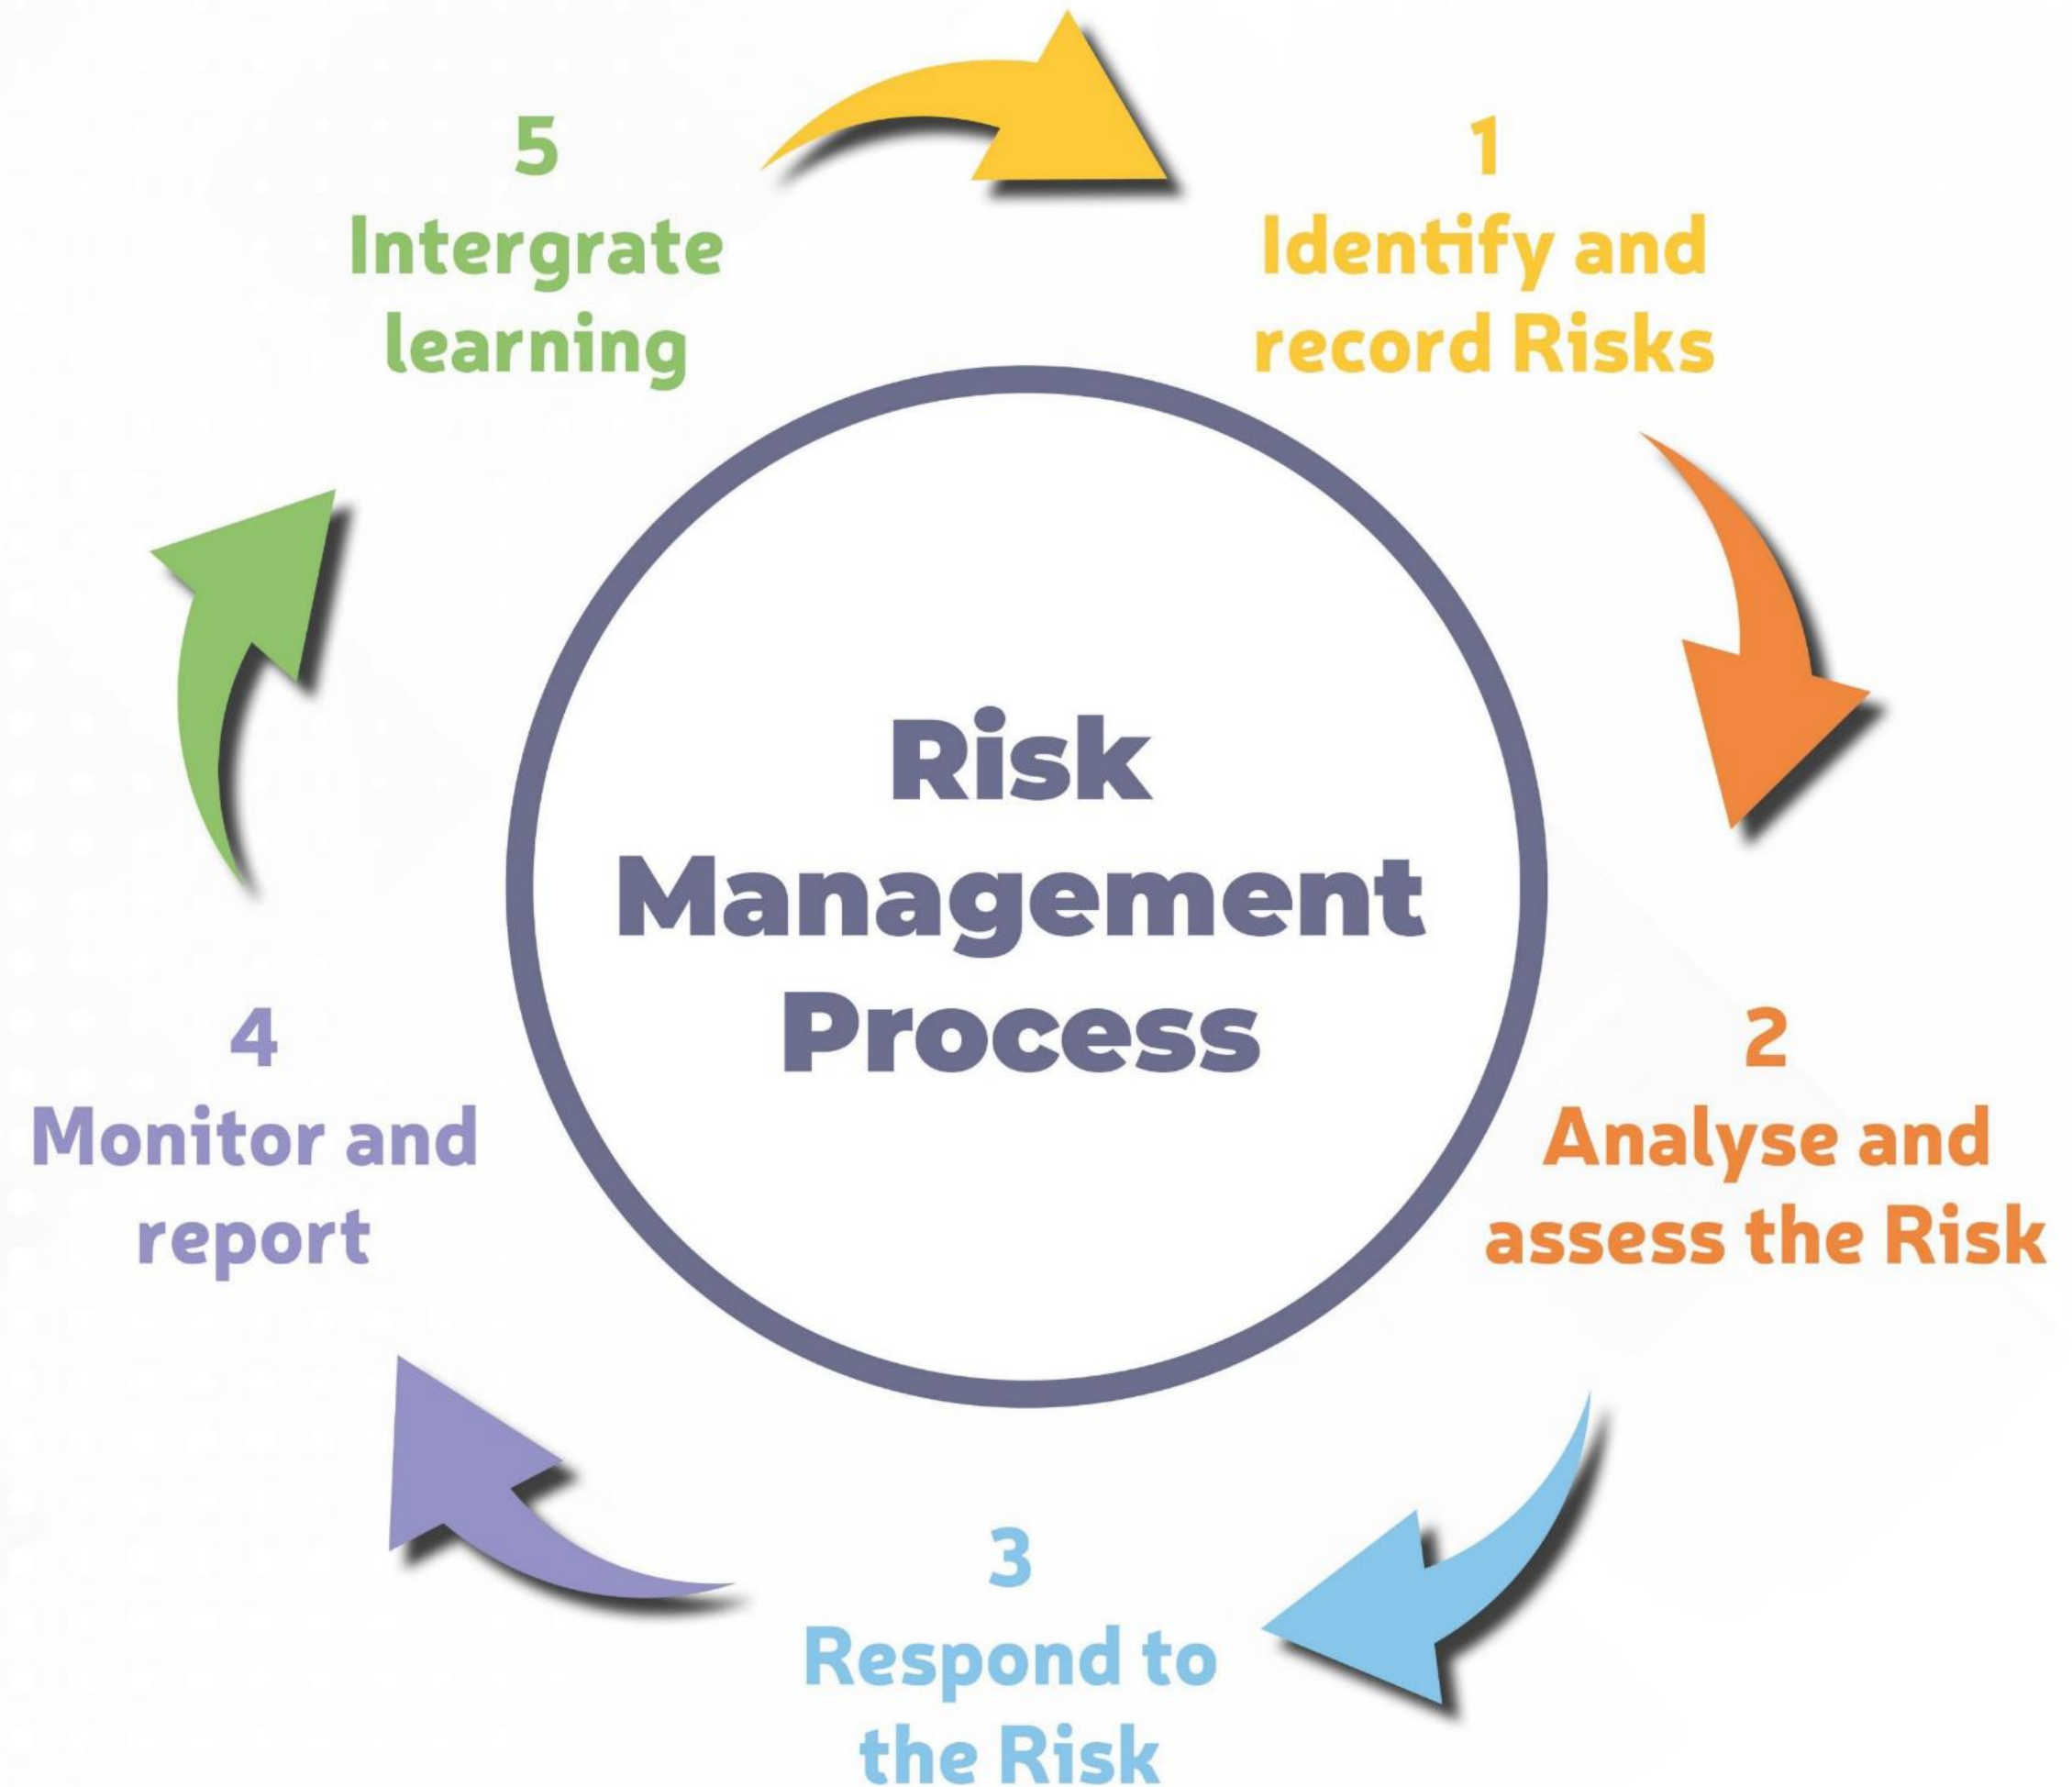 1
Identify and
record Risks
2
Analyse and
assess the Risk
3
Respond to
the Risk
4
Monitor and
report
5
Intergrate
learning
Risk
Management
Process